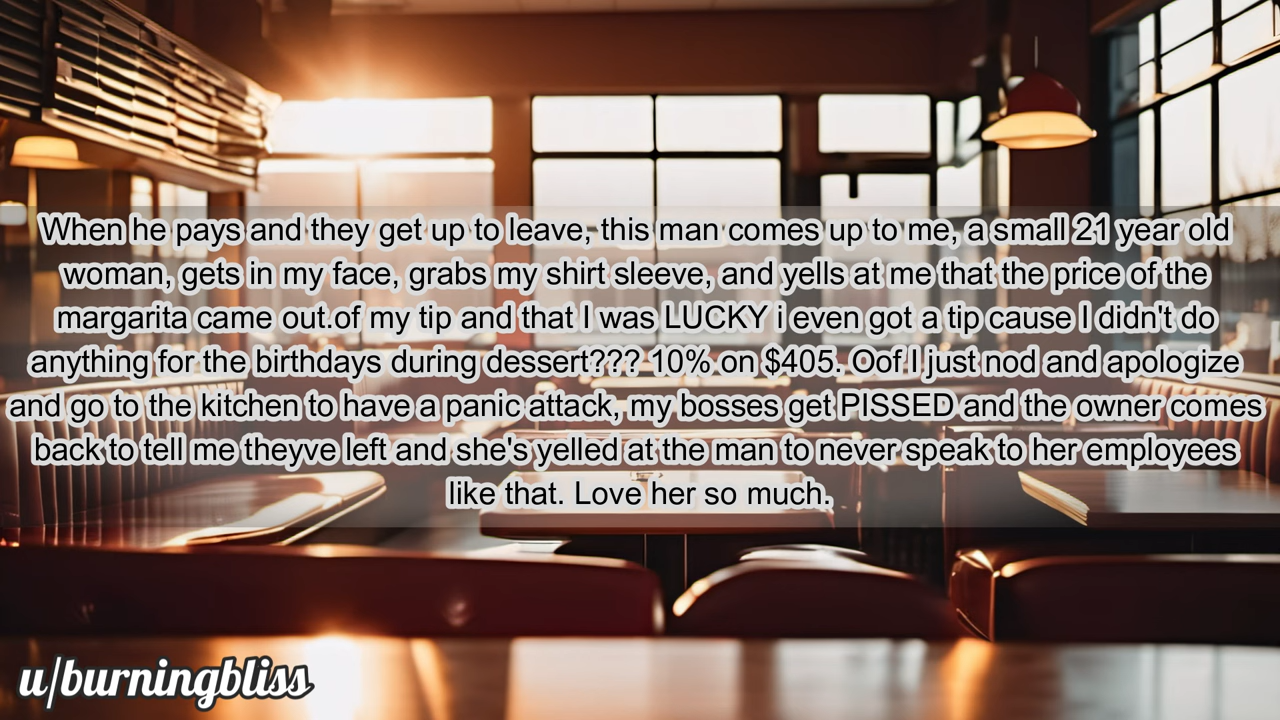 When he pays and they get up to leave, this man comes up to me, a small 21 year old
woman, gets in my face, grabs my shirt sleeve, and yells at me that the price of the
margarita came out.of my tip and that I was LUCKY i even got a tip cause I didn't do
anything for the birthdays during dessert??? 10% on $405. Oof I just nod and apologize
and go to the kitchen to have a panic attack, my bosses get PISSED and the owner comes
back to tell me theyve left and she's yelled at the man to never speak to her employees
like that. Love her so much.
u/burningbliss